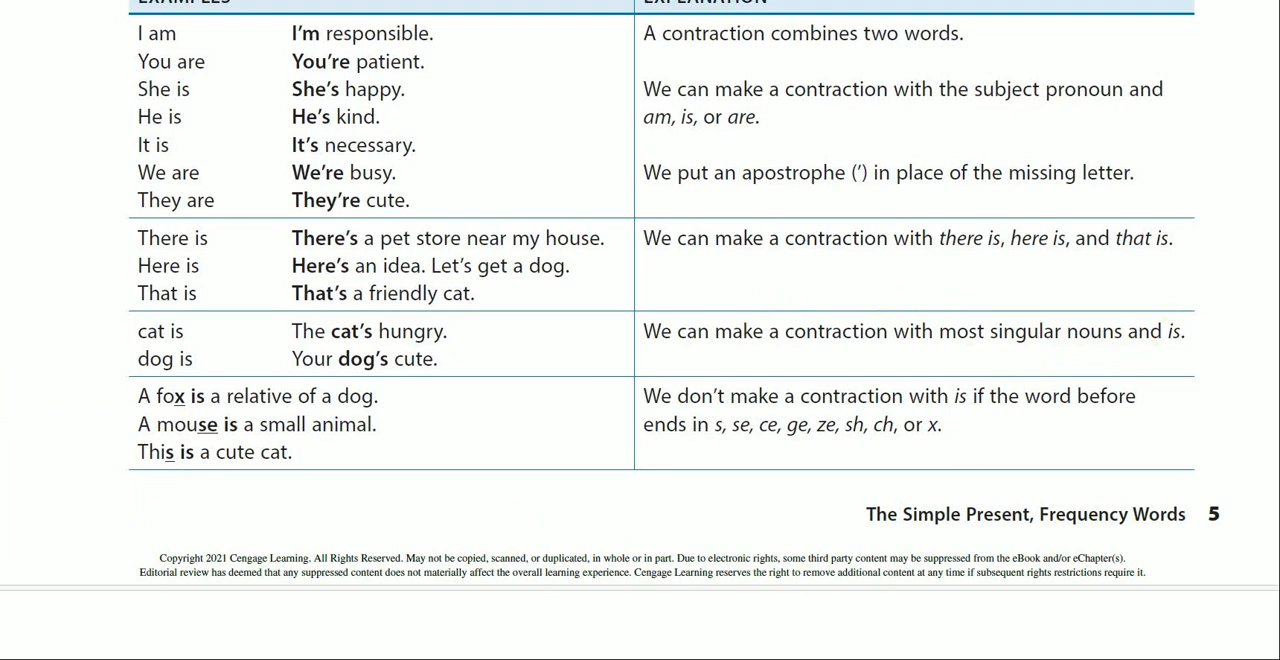 EXAMPLES EXPLANATION
I am I'm responsible. A contraction combines two words.
You are You're patient.
She is She's happy. We can make a contraction with the subject pronoun and
He is He's kind. am, is, or are.
It is It's necessary.
We are We're busy. We put an apostrophe (') in place of the missing letter.
They are They're cute.
There is There's a pet store near my house. We can make a contraction with there is, here is, and that is.
Here is Here's an idea. Let's get a dog.
That is That's a friendly cat.
cat is The cat's hungry. We can make a contraction with most singular nouns and is.
dog is Your dog's cute.
A fox is a relative of a dog. We don't make a contraction with is if the word before
A mouse is a small animal. ends in s, se, ce, ge, ze, sh, ch, or x.
This is a cute cat.
The Simple Present, Frequency Words 5
Copyright 2021 Cengage Learning. All Rights Reserved. May not be copied, scanned, or duplicated, in whole or in part. Due to electronic rights, some third party content may be suppressed from the eBook and/or eChapter(s).
Editorial review has deemed that any suppressed content does not materially affect the overall learning experience. Cengage Learning reserves the right to remove additional content at any time if subsequent rights restrictions require it.